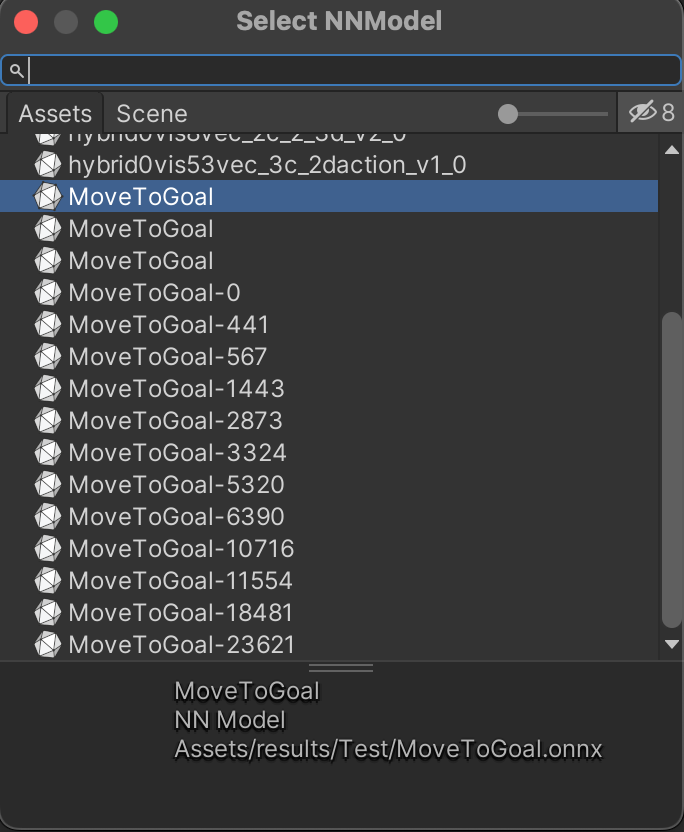 Select NNModel
Assets
Scene
8
hybrid0vis53vec_3c_2daction_v1_0
MoveToGoal
MoveToGoal
MoveToGoal
MoveToGoal-0
MoveToGoal-441
MoveToGoal-567
MoveToGoal-1443
MoveToGoal-2873
MoveToGoal-3324
MoveToGoal-5320
MoveToGoal-6390
MoveToGoal-10716
MoveToGoal-11554
MoveToGoal-18481
MoveToGoal-23621
MoveToGoal
NN Model
Assets/results/Test/MoveToGoal.onnx